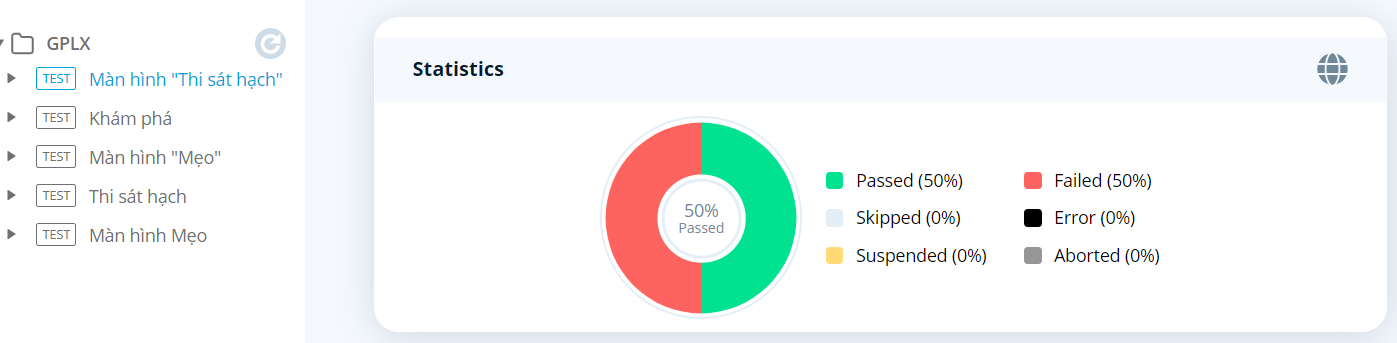 GPLX
TEST Màn hình "Thi sát hạch"
TEST Khám phá
TEST Màn hình "Mẹo"
TEST Thi sát hạch
TEST Màn hình Mẹo
Statistics
50%
Passed
Passed (50%) Failed (50%)
Skipped (0%) Error (0%)
Suspended (0%) Aborted (0%)